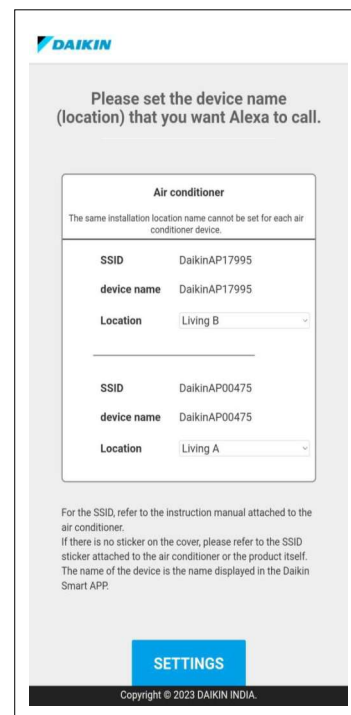 DAIKIN
Please set the device name
(location) that you want Alexa to call.
Air conditioner
The same installation location name cannot be set for each air
conditioner device.
SSID DaikinAP17995
device name DaikinAP17995
Location Living B
SSID DaikinAP00475
device name DaikinAP00475
Location Living A
For the SSID, refer to the instruction manual attached to the
air conditioner.
If there is no sticker on the cover, please refer to the SSID
sticker attached to the air conditioner or the product itself.
The name of the device is the name displayed in the Daikin
Smart APP.
SETTINGS
Copyright © 2023 DAIKIN INDIA.